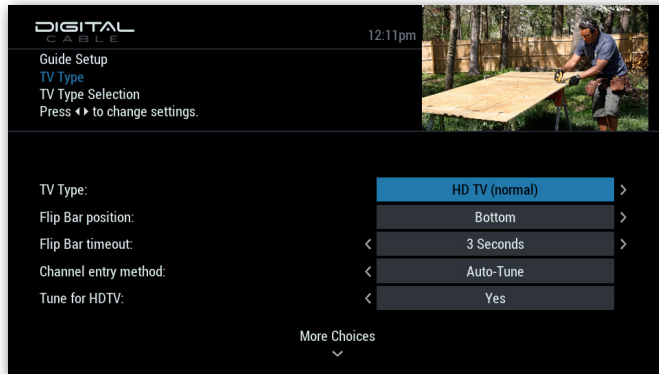 DIGITAL
CABLE
12:11pm
Guide Setup
TV Type
TV Type Selection
Press ◂ ▸ to change settings.
TV Type: HD TV (normal) >
Flip Bar position: Bottom >
Flip Bar timeout: < 3 Seconds >
Channel entry method: < Auto-Tune
Tune for HDTV: < Yes
More Choices